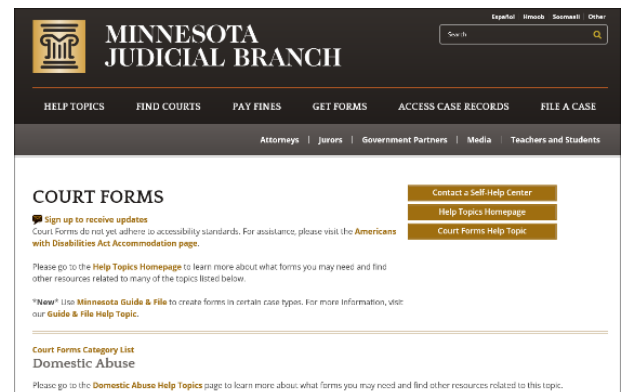 Español Hmoob Soomaali Other
MINNESOTA
JUDICIAL BRANCH
Search
HELP TOPICS FIND COURTS PAY FINES GET FORMS ACCESS CASE RECORDS FILE A CASE
Attorneys | Jurors | Government Partners | Media | Teachers and Students
COURT FORMS
Sign up to receive updates
Court Forms do not yet adhere to accessibility standards. For assistance, please visit the Americans
with Disabilities Act Accommodation page.
Please go to the Help Topics Homepage to learn more about what forms you may need and find
other resources related to many of the topics listed below.
*New* Use Minnesota Guide & File to create forms in certain case types. For more information, visit
our Guide & File Help Topic.
Contact a Self-Help Center
Help Topics Homepage
Court Forms Help Topic
Court Forms Category List
Domestic Abuse
Please go to the Domestic Abuse Help Topics page to learn more about what forms you may need and find other resources related to this topic.